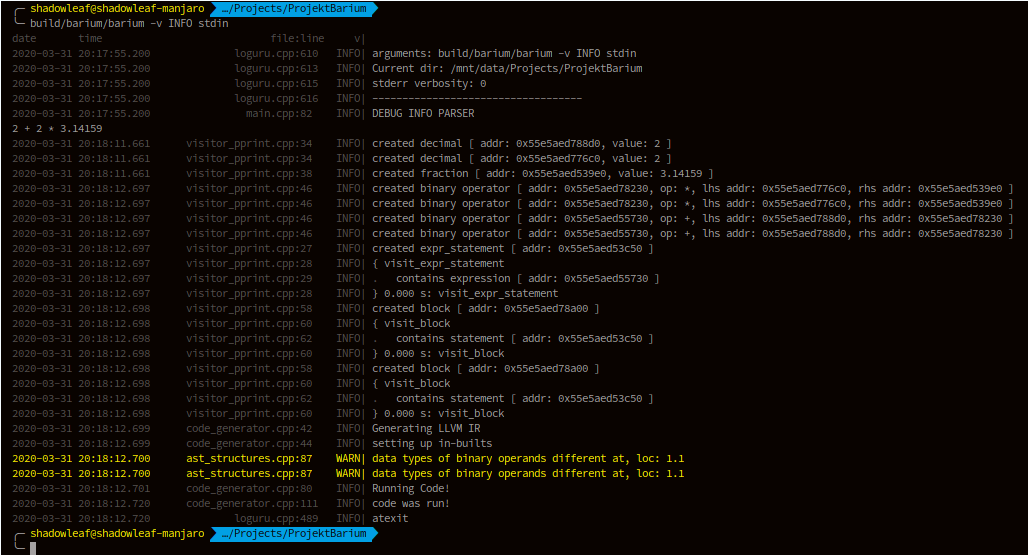 shadowleaf@shadowleaf-manjaro …/Projects/ProjektBarium
build/barium/barium -v INFO stdin
date time file:line v|
2020-03-31 20:17:55.200 loguru.cpp:610 INFO| arguments: build/barium/barium -v INFO stdin
2020-03-31 20:17:55.200 loguru.cpp:613 INFO| Current dir: /mnt/data/Projects/ProjektBarium
2020-03-31 20:17:55.200 loguru.cpp:615 INFO| stderr verbosity: 0
2020-03-31 20:17:55.200 loguru.cpp:616 INFO| -----------------------------------
2020-03-31 20:17:55.200 main.cpp:82 INFO| DEBUG INFO PARSER
2 + 2 * 3.14159
2020-03-31 20:18:11.661 visitor_pprint.cpp:34 INFO| created decimal [ addr: 0x55e5aed788d0, value: 2 ]
2020-03-31 20:18:11.661 visitor_pprint.cpp:34 INFO| created decimal [ addr: 0x55e5aed776c0, value: 2 ]
2020-03-31 20:18:11.661 visitor_pprint.cpp:38 INFO| created fraction [ addr: 0x55e5aed539e0, value: 3.14159 ]
2020-03-31 20:18:12.697 visitor_pprint.cpp:46 INFO| created binary operator [ addr: 0x55e5aed78230, op: *, lhs addr: 0x55e5aed776c0, rhs addr: 0x55e5aed539e0 ]
2020-03-31 20:18:12.697 visitor_pprint.cpp:46 INFO| created binary operator [ addr: 0x55e5aed78230, op: *, lhs addr: 0x55e5aed776c0, rhs addr: 0x55e5aed539e0 ]
2020-03-31 20:18:12.697 visitor_pprint.cpp:46 INFO| created binary operator [ addr: 0x55e5aed55730, op: +, lhs addr: 0x55e5aed788d0, rhs addr: 0x55e5aed78230 ]
2020-03-31 20:18:12.697 visitor_pprint.cpp:46 INFO| created binary operator [ addr: 0x55e5aed55730, op: +, lhs addr: 0x55e5aed788d0, rhs addr: 0x55e5aed78230 ]
2020-03-31 20:18:12.697 visitor_pprint.cpp:27 INFO| created expr_statement [ addr: 0x55e5aed53c50 ]
2020-03-31 20:18:12.697 visitor_pprint.cpp:28 INFO| { visit_expr_statement
2020-03-31 20:18:12.697 visitor_pprint.cpp:29 INFO| .   contains expression [ addr: 0x55e5aed55730 ]
2020-03-31 20:18:12.697 visitor_pprint.cpp:28 INFO| } 0.000 s: visit_expr_statement
2020-03-31 20:18:12.697 visitor_pprint.cpp:58 INFO| created block [ addr: 0x55e5aed78a00 ]
2020-03-31 20:18:12.697 visitor_pprint.cpp:60 INFO| { visit_block
2020-03-31 20:18:12.698 visitor_pprint.cpp:62 INFO| .   contains statement [ addr: 0x55e5aed53c50 ]
2020-03-31 20:18:12.698 visitor_pprint.cpp:60 INFO| } 0.000 s: visit_block
2020-03-31 20:18:12.698 visitor_pprint.cpp:58 INFO| created block [ addr: 0x55e5aed78a00 ]
2020-03-31 20:18:12.698 visitor_pprint.cpp:60 INFO| { visit_block
2020-03-31 20:18:12.698 visitor_pprint.cpp:62 INFO| .   contains statement [ addr: 0x55e5aed53c50 ]
2020-03-31 20:18:12.698 visitor_pprint.cpp:60 INFO| } 0.000 s: visit_block
2020-03-31 20:18:12.699 code_generator.cpp:42 INFO| Generating LLVM IR
2020-03-31 20:18:12.699 code_generator.cpp:44 INFO| setting up in-builts
2020-03-31 20:18:12.700 ast_structures.cpp:87 WARN| data types of binary operands different at, loc: 1.1
2020-03-31 20:18:12.700 ast_structures.cpp:87 WARN| data types of binary operands different at, loc: 1.1
2020-03-31 20:18:12.701 code_generator.cpp:80 INFO| Running Code!
2020-03-31 20:18:12.720 code_generator.cpp:111 INFO| code was run!
2020-03-31 20:18:12.720 loguru.cpp:489 INFO| atexit
shadowleaf@shadowleaf-manjaro …/Projects/ProjektBarium